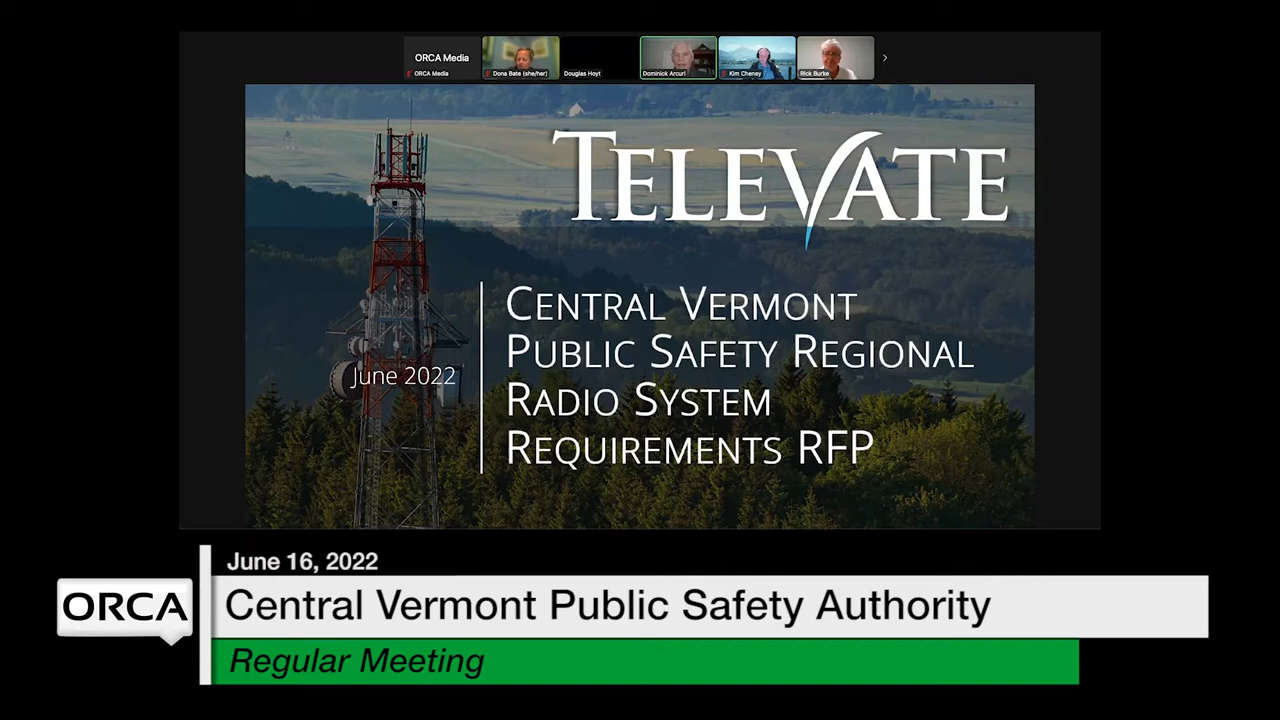 ORCA Media
ORCA Media
Dona Bate (she/her)
Douglas Hoyt
Dominick Arcuri
Kim Cheney
Rick Burke
TELEVATE
June 2022
CENTRAL VERMONT
PUBLIC SAFETY REGIONAL
RADIO SYSTEM
REQUIREMENTS RFP
June 16, 2022
ORCA
Central Vermont Public Safety Authority
Regular Meeting